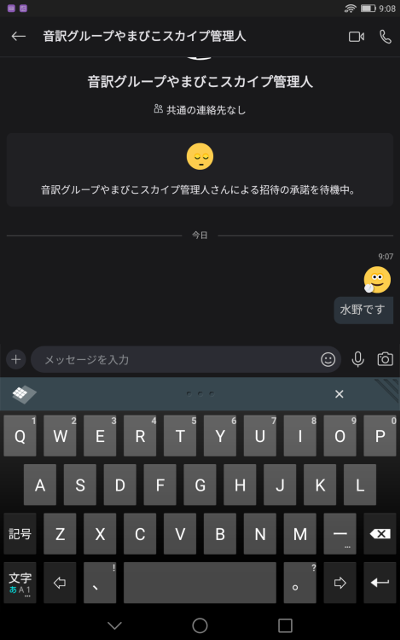 9:08
音訳グループやまびこスカイプ管理人
音訳グループやまびこスカイプ管理人
共通の連絡先なし
音訳グループやまびこスカイプ管理人さんによる招待の承諾を待機中。
今日
9:07
水野です
メッセージを入力
1 2 3 4 5 6 7 8 9 0
Q W E R T Y U I O P
A S D F G H J K L
記号 Z X C V B N M ー
文字 、 ! 。 ?
あ A 1